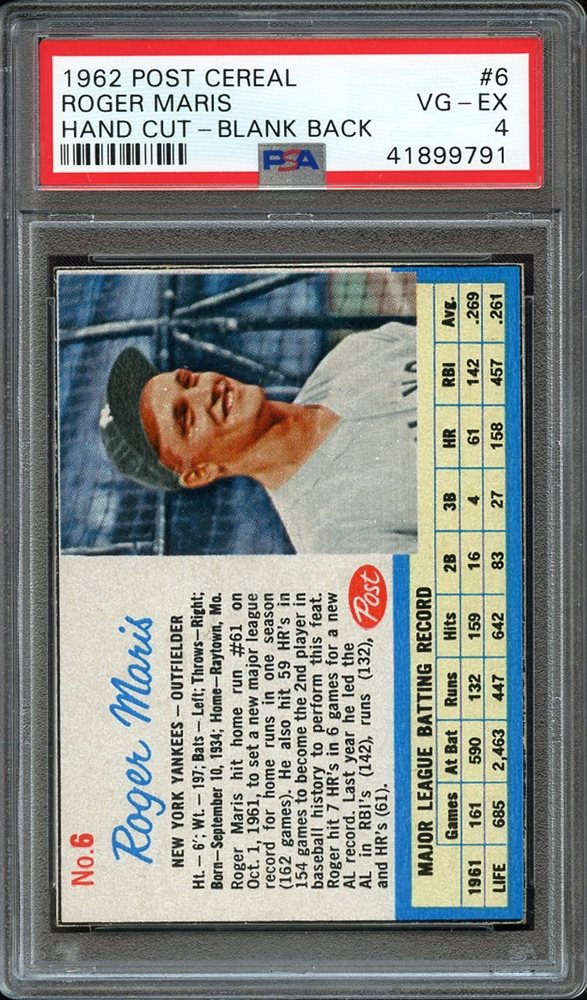 1962 POST CEREAL #6
ROGER MARIS VG - EX
HAND CUT - BLANK BACK 4
PSA 41899791
No.6
Roger Maris
NEW YORK YANKEES — OUTFIELDER
Ht. — 6'; Wt. — 197; Bats — Left; Throws—Right;
Born—September 10, 1934; Home—Raytown, Mo.
Roger Maris hit home run #61 on
Oct. 1, 1961, to set a new major league
record for home runs in one season
(162 games). He also hit 59 HR's in
154 games to become the 2nd player in
baseball history to perform this feat.
Roger hit 7 HR's in 6 games for a new
AL record. Last year he led the
AL in RBI's (142), runs (132),
and HR's (61).
Post
MAJOR LEAGUE BATTING RECORD
Games At Bat Runs Hits 2B 3B HR RBI Avg.
1961 161 590 132 159 16 4 61 142 .269
LIFE 685 2,463 447 642 83 27 158 457 .261